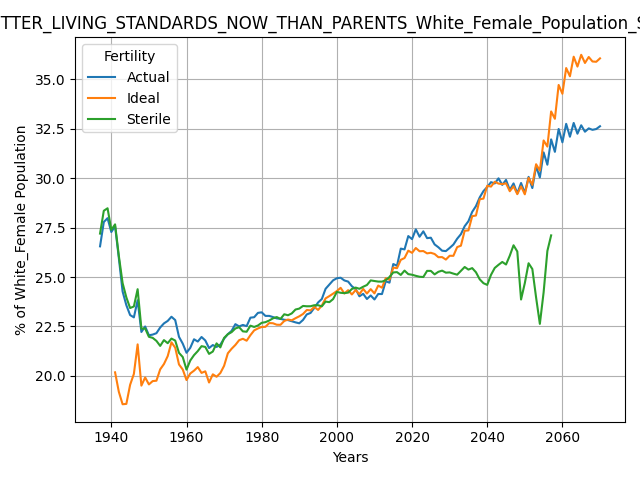 TTER_LIVING_STANDARDS_NOW_THAN_PARENTS_White_Female_Population_S
Fertility
Actual
Ideal
Sterile
% of White_Female Population
35.0
32.5
30.0
27.5
25.0
22.5
20.0
1940
1960
1980
2000
2020
2040
2060
Years